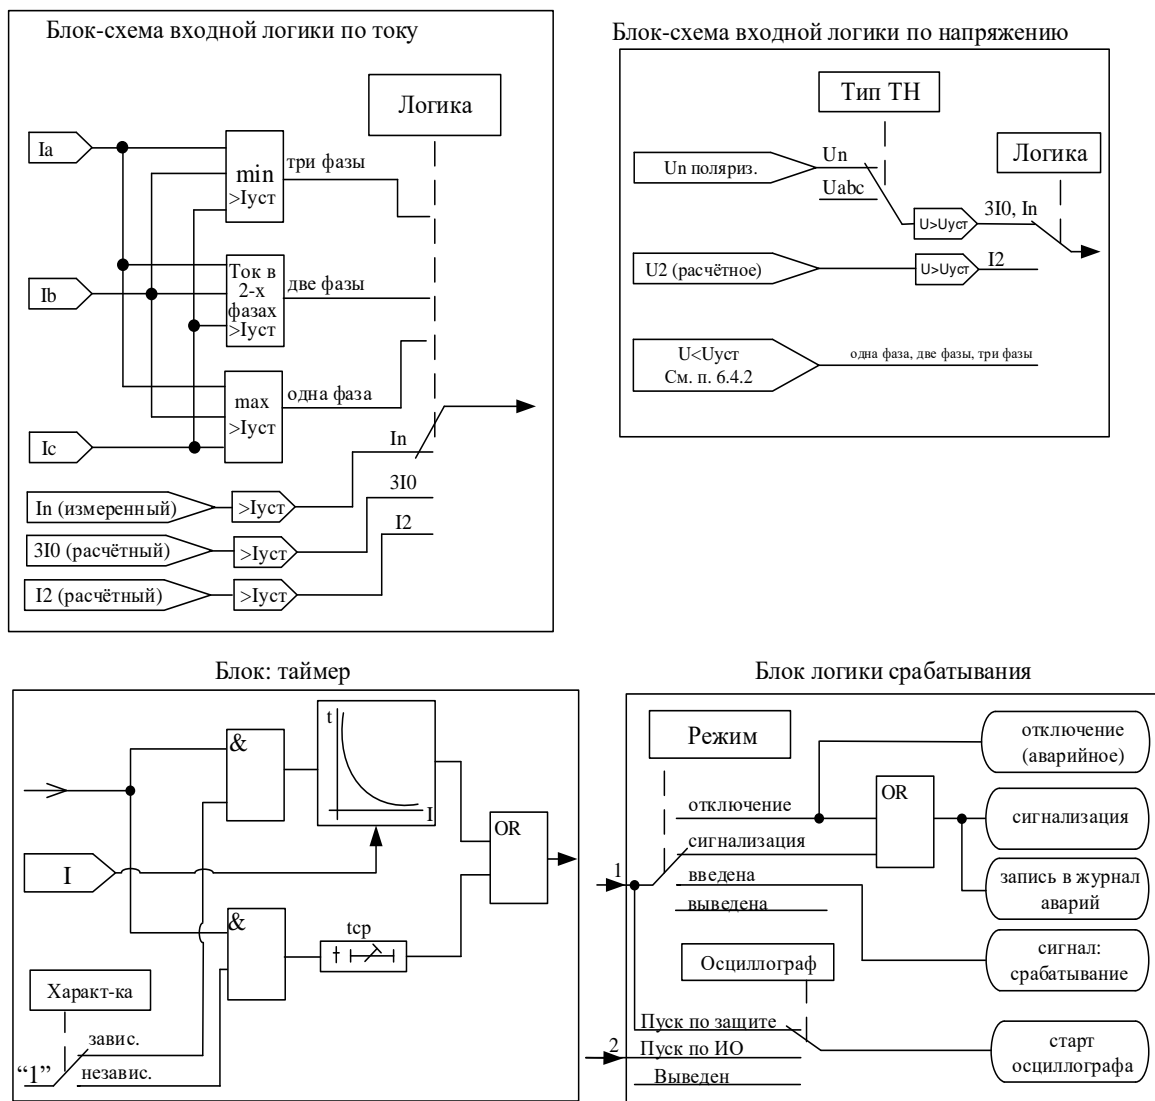 Блок-схема входной логики по току
Логика
Ia
Ib
Ic
min
>Iуст
три фазы
Ток в
2-х
фазах
>Iуст
две фазы
max
>Iуст
одна фаза
In
In (измеренный)
>Iуст
3I0
3I0 (расчётный)
>Iуст
I2
I2 (расчётный)
>Iуст
Блок-схема входной логики по напряжению
Тип ТН
Логика
Un поляриз.
Un
Uabc
U>Uуст
3I0, In
U2 (расчётное)
U>Uуст
I2
U<Uуст
См. п. 6.4.2
одна фаза, две фазы, три фазы
Блок: таймер
&
t
I
OR
I
&
tср
Характ-ка
завис.
“1”
независ.
Блок логики срабатывания
Режим
отключение
(аварийное)
отключение
OR
сигнализация
сигнализация
1
введена
запись в журнал
аварий
выведена
Осциллограф
сигнал:
срабатывание
Пуск по защите
2
Пуск по ИО
Выведен
старт
осциллографа